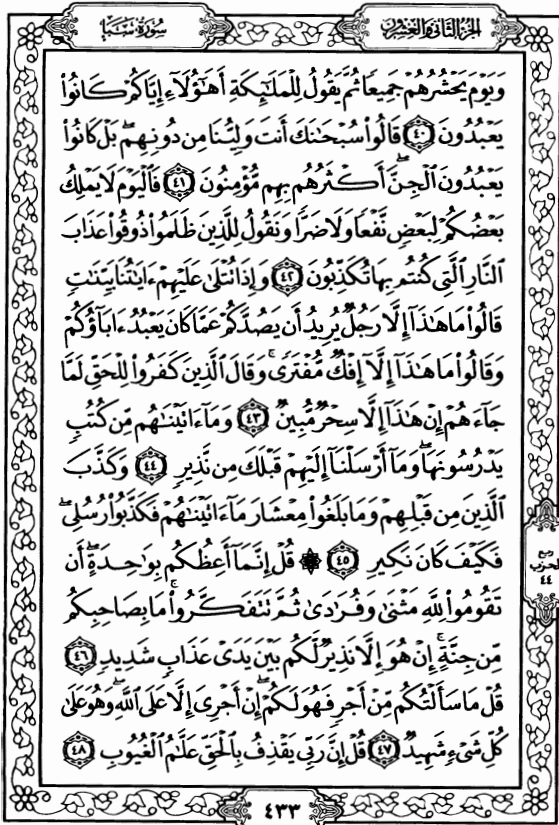 الجزء الثاني والعشرون
سورة سبأ
وَيَوْمَ يَحْشُرُهُمْ جَمِيعًا ثُمَّ يَقُولُ لِلْمَلَٰٓئِكَةِ أَهَٰٓؤُلَآءِ إِيَّاكُمْ كَانُوا۟
يَعْبُدُونَ ٤٠ قَالُوا۟ سُبْحَٰنَكَ أَنتَ وَلِيُّنَا مِن دُونِهِم ۖ بَلْ كَانُوا۟
يَعْبُدُونَ ٱلْجِنَّ ۖ أَكْثَرُهُم بِهِم مُّؤْمِنُونَ ٤١ فَٱلْيَوْمَ لَا يَمْلِكُ
بَعْضُكُمْ لِبَعْضٍ نَّفْعًا وَلَا ضَرًّا وَنَقُولُ لِلَّذِينَ ظَلَمُوا۟ ذُوقُوا۟ عَذَابَ
ٱلنَّارِ ٱلَّتِى كُنتُم بِهَا تُكَذِّبُونَ ٤٢ وَإِذَا تُتْلَىٰ عَلَيْهِمْ ءَايَٰتُنَا بَيِّنَٰتٍ
قَالُوا۟ مَا هَٰذَآ إِلَّا رَجُلٌ يُرِيدُ أَن يَصُدَّكُمْ عَمَّا كَانَ يَعْبُدُ ءَابَآؤُكُمْ
وَقَالُوا۟ مَا هَٰذَآ إِلَّآ إِفْكٌ مُّفْتَرًى ۚ وَقَالَ ٱلَّذِينَ كَفَرُوا۟ لِلْحَقِّ لَمَّا
جَآءَهُمْ إِنْ هَٰذَآ إِلَّا سِحْرٌ مُّبِينٌ ٤٣ وَمَآ ءَاتَيْنَٰهُم مِّن كُتُبٍ
يَدْرُسُونَهَا ۖ وَمَآ أَرْسَلْنَآ إِلَيْهِمْ قَبْلَكَ مِن نَّذِيرٍ ٤٤ وَكَذَّبَ
ٱلَّذِينَ مِن قَبْلِهِمْ وَمَا بَلَغُوا۟ مِعْشَارَ مَآ ءَاتَيْنَٰهُمْ فَكَذَّبُوا۟ رُسُلِى ۖ
فَكَيْفَ كَانَ نَكِيرِ ٤٥ ۞ قُلْ إِنَّمَآ أَعِظُكُم بِوَٰحِدَةٍ ۖ أَن
تَقُومُوا۟ لِلَّهِ مَثْنَىٰ وَفُرَٰدَىٰ ثُمَّ تَتَفَكَّرُوا۟ ۚ مَا بِصَاحِبِكُم
مِّن جِنَّةٍ ۚ إِنْ هُوَ إِلَّا نَذِيرٌ لَّكُم بَيْنَ يَدَىْ عَذَابٍ شَدِيدٍ ٤٦
قُلْ مَا سَأَلْتُكُم مِّنْ أَجْرٍ فَهُوَ لَكُمْ ۖ إِنْ أَجْرِىَ إِلَّا عَلَى ٱللَّهِ ۖ وَهُوَ عَلَىٰ
كُلِّ شَىْءٍ شَهِيدٌ ٤٧ قُلْ إِنَّ رَبِّى يَقْذِفُ بِٱلْحَقِّ عَلَّٰمُ ٱلْغُيُوبِ ٤٨
ربع
الحزب
٤٤
٤٣٣